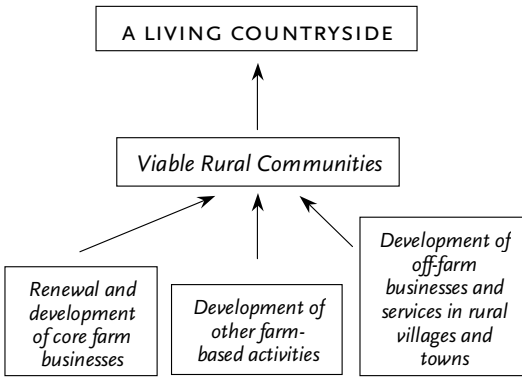 A LIVING COUNTRYSIDE
Viable Rural Communities
Renewal and
development
of core farm
businesses
Development of
other farm-
based activities
Development of
off-farm
businesses and
services in rural
villages and
towns